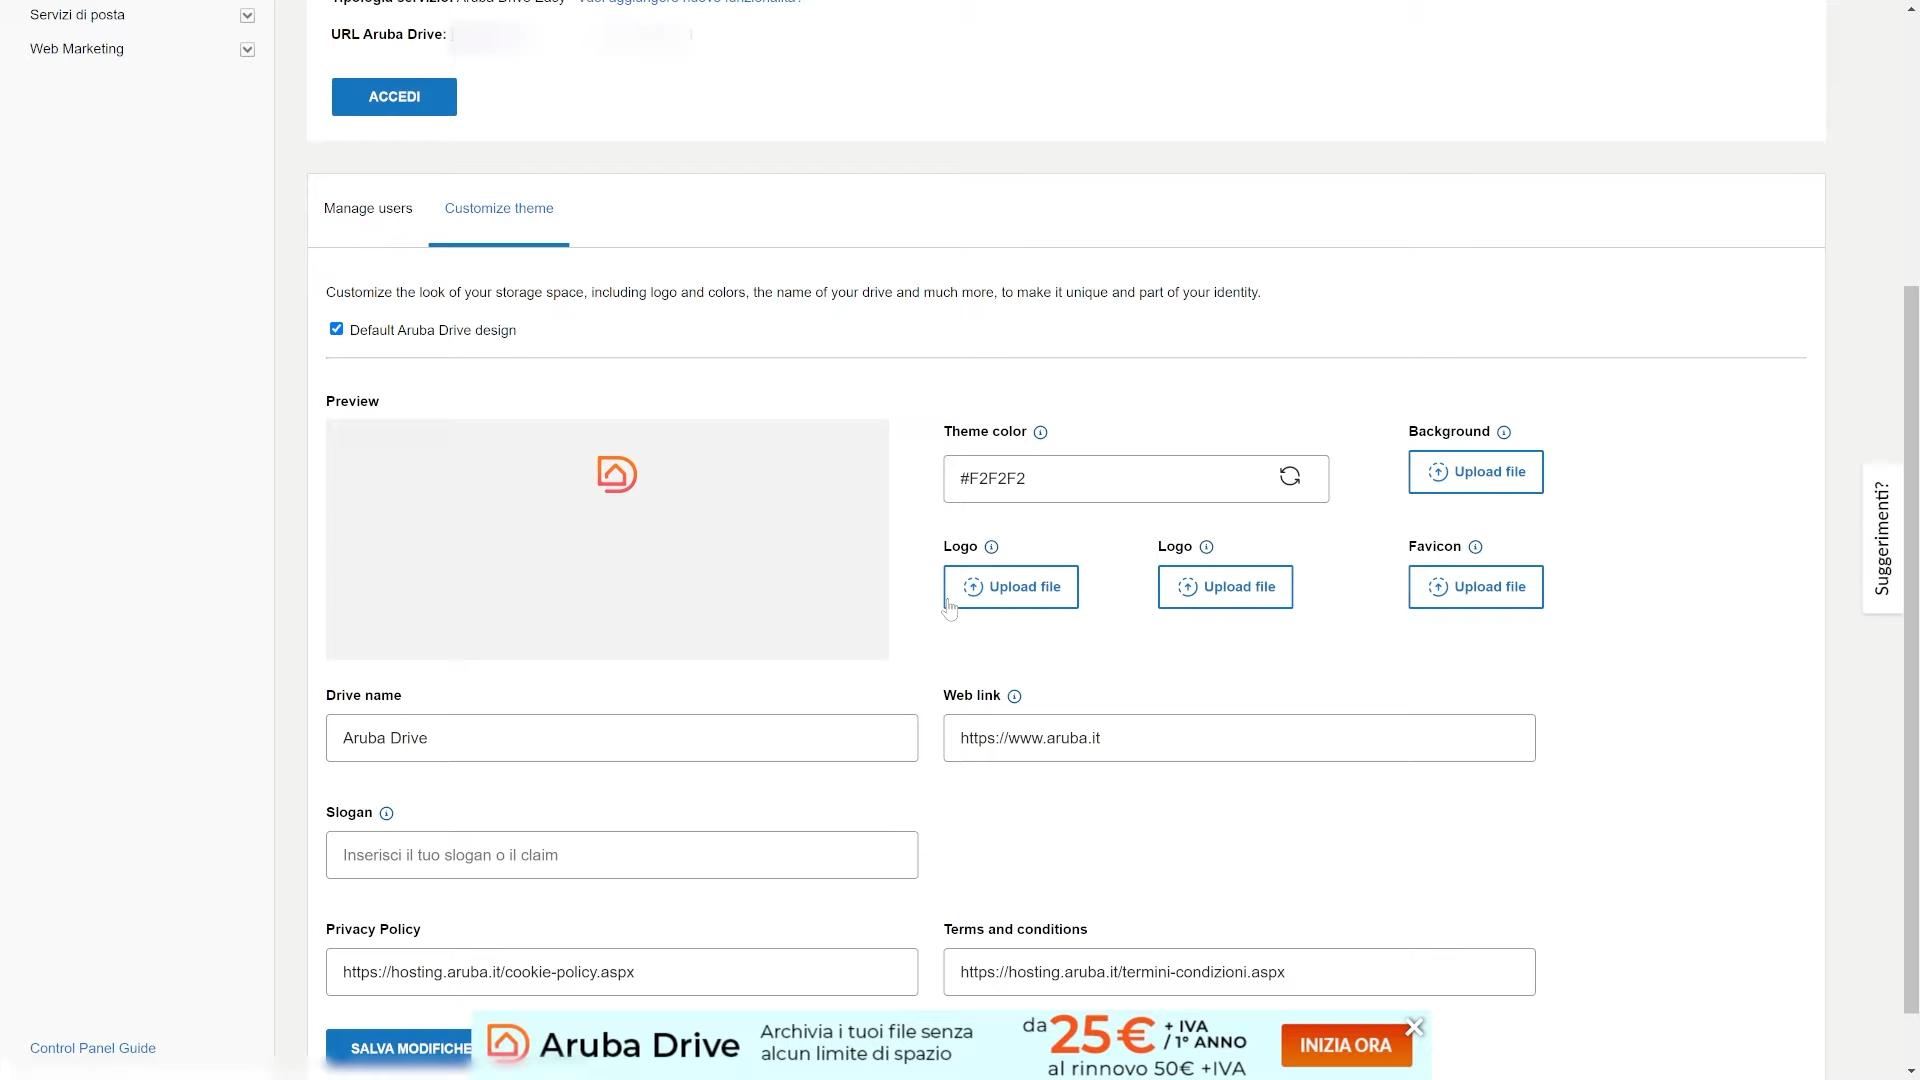 Servizi di posta
Web Marketing
URL Aruba Drive:
ACCEDI
Manage users
Customize theme
Customize the look of your storage space, including logo and colors, the name of your drive and much more, to make it unique and part of your identity.
Default Aruba Drive design
Preview
Theme color
#F2F2F2
Background
Upload file
Logo
Upload file
Logo
Upload file
Favicon
Upload file
Suggerimenti?
Drive name
Aruba Drive
Web link
https://www.aruba.it
Slogan
Inserisci il tuo slogan o il claim
Privacy Policy
https://hosting.aruba.it/cookie-policy.aspx
Terms and conditions
https://hosting.aruba.it/termini-condizioni.aspx
SALVA MODIFICHE
Aruba Drive
Archivia i tuoi file senza
alcun limite di spazio
da 25€ + IVA / 1° ANNO
al rinnovo 50€ +IVA
INIZIA ORA
Control Panel Guide